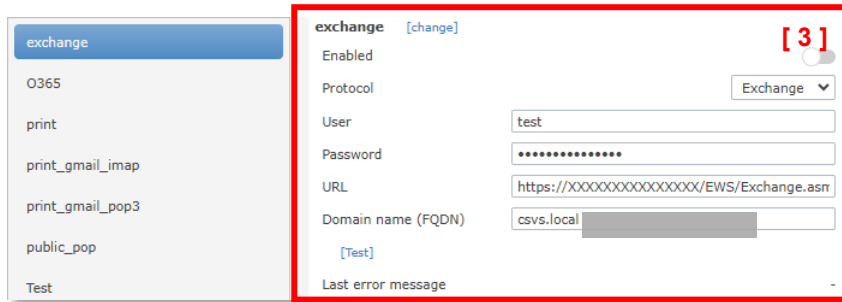 exchange
O365
print
print_gmail_imap
print_gmail_pop3
public_pop
Test
exchange [change]
[ 3 ]
Enabled
Protocol Exchange
User test
Password •••••••••••••••
URL https://XXXXXXXXXXXXXXX/EWS/Exchange.asm
Domain name (FQDN) csvs.local
[Test]
Last error message -